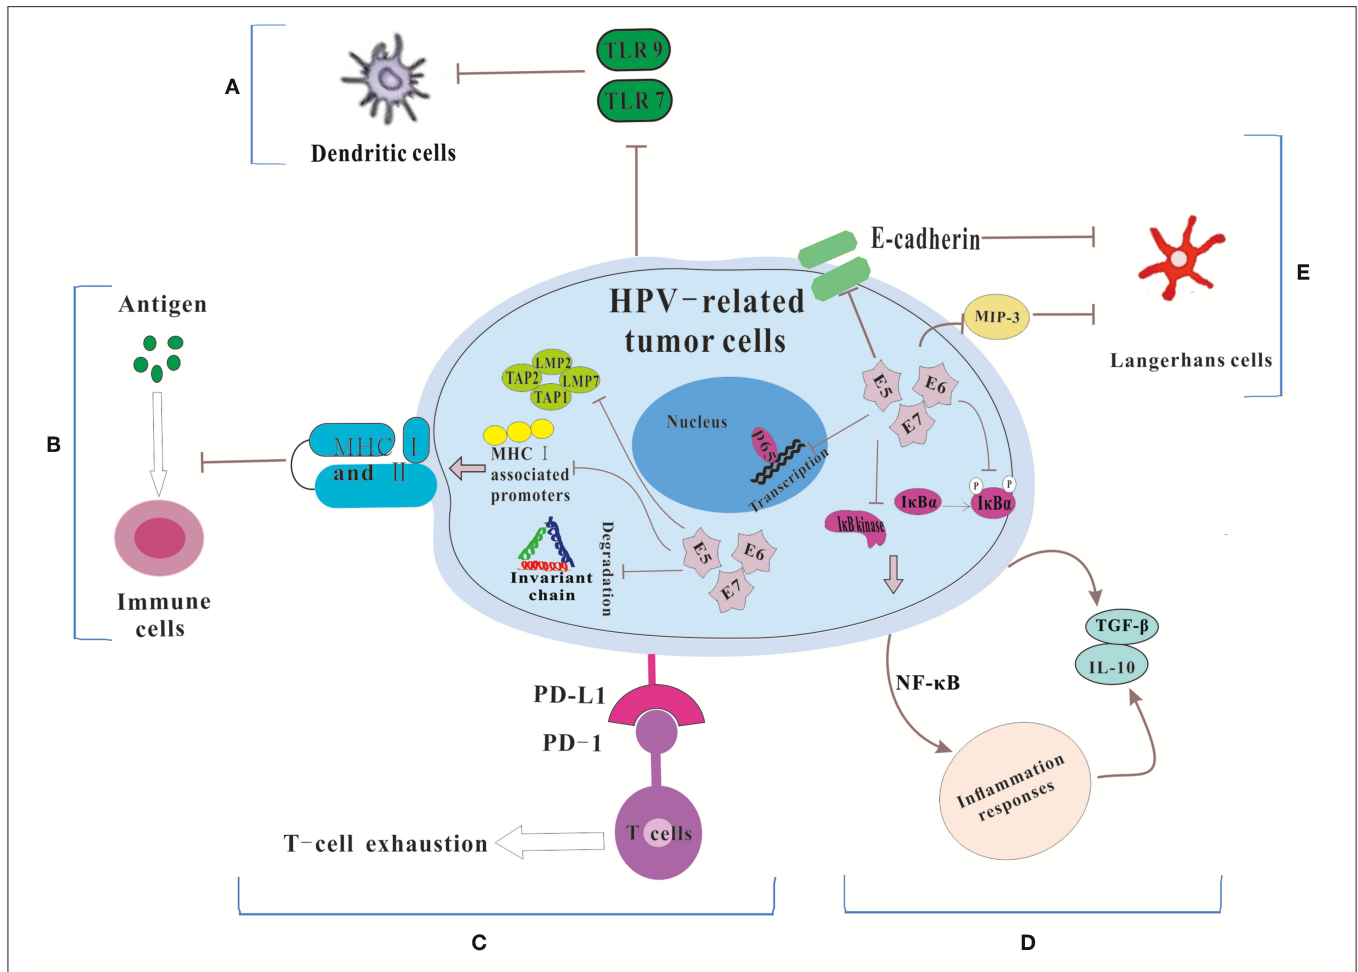 A
TLR 9
TLR 7
Dendritic cells
E-cadherin
MIP-3
Langerhans cells
E
B
Antigen
MHC Ⅰ
and Ⅱ
Immune
cells
HPV-related
tumor cells
LMP2
TAP2
LMP7
TAP1
MHC Ⅰ
associated
promoters
Invariant
chain
Degradation
Nucleus
p65
Transcription
E5
E6
E7
E5
E6
E7
P
P
IκBα
IκBα
IκB kinase
PD-L1
PD-1
T cells
T-cell exhaustion
C
NF-κB
TGF-β
IL-10
Inflammation
responses
D